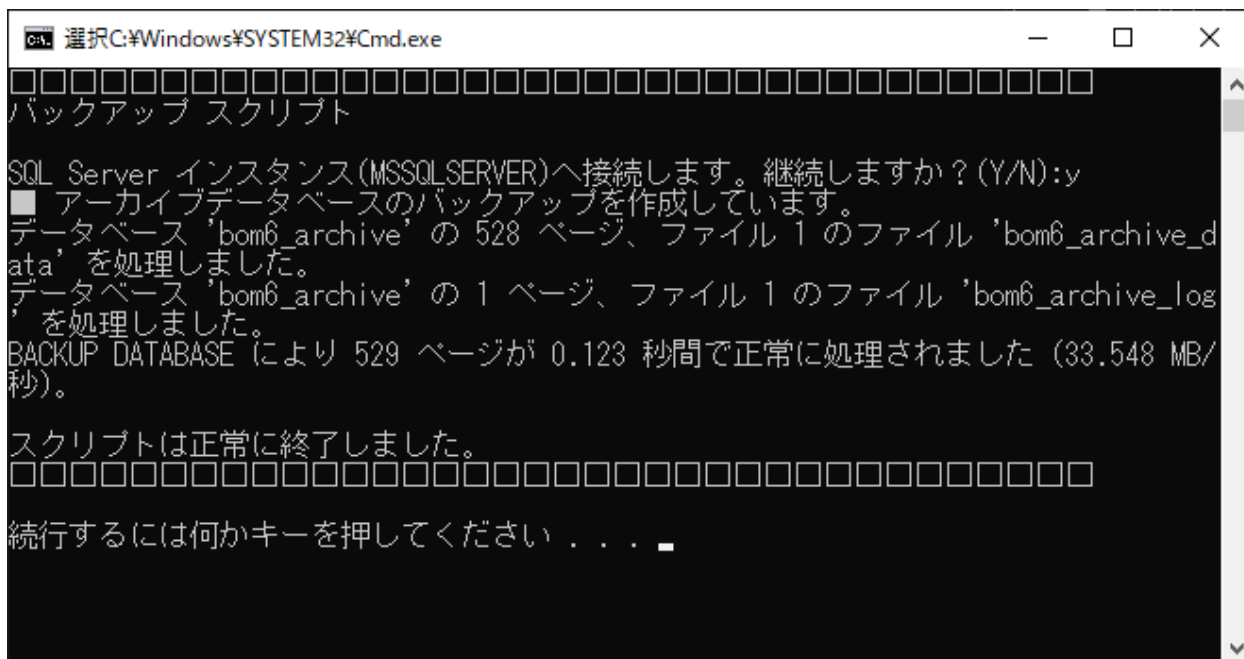 選択C:¥Windows¥SYSTEM32¥Cmd.exe
□□□□□□□□□□□□□□□□□□□□□□□□□□□□□□□□□□□□
バックアップ スクリプト
SQL Server インスタンス(MSSQLSERVER)へ接続します。継続しますか？(Y/N):y
■ アーカイブデータベースのバックアップを作成しています。
データベース 'bom6_archive' の 528 ページ、ファイル 1 のファイル 'bom6_archive_d
ata' を処理しました。
データベース 'bom6_archive' の 1 ページ、ファイル 1 のファイル 'bom6_archive_log
' を処理しました。
BACKUP DATABASE により 529 ページが 0.123 秒間で正常に処理されました (33.548 MB/
秒)。
スクリプトは正常に終了しました。
□□□□□□□□□□□□□□□□□□□□□□□□□□□□□□□□□□□□
続行するには何かキーを押してください . . .